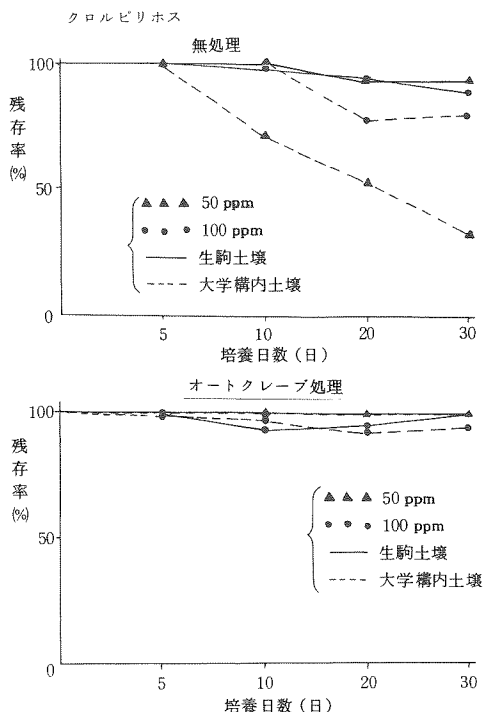 クロルピリホス
無処理
100
残存率(%)
50
0
▲ ▲ ▲ 50 ppm
● ● ● 100 ppm
生駒土壌
大学構内土壌
5 10 20 30
培養日数（日）
オートクレーブ処理
100
残存率(%)
50
0
▲ ▲ ▲ 50 ppm
● ● ● 100 ppm
生駒土壌
大学構内土壌
5 10 20 30
培養日数（日）